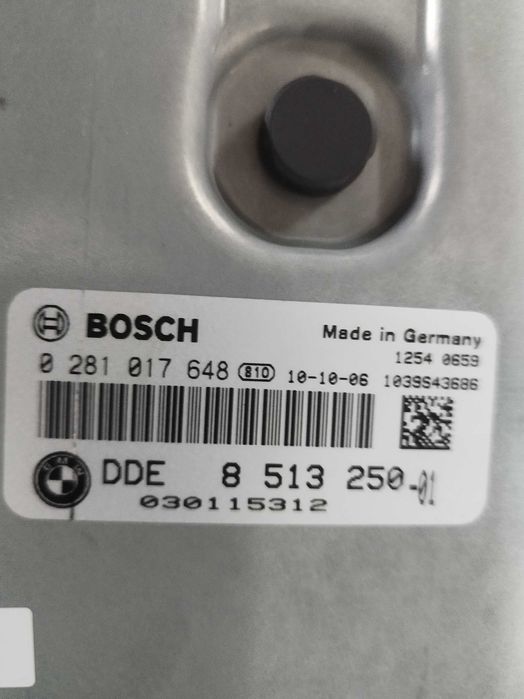 BOSCH Made in Germany
1254 0659
0 281 017 648 810 10-10-06 1039S43686
DDE 8 513 250-01
030115312